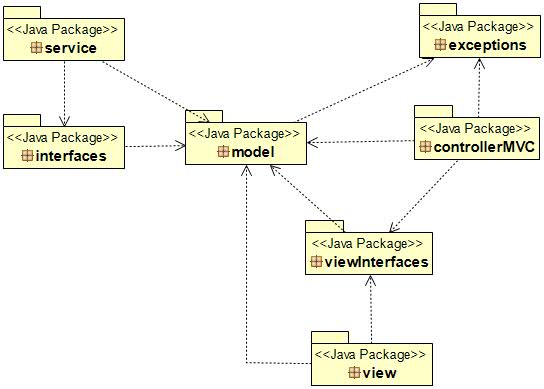 <<Java Package>>
service
<<Java Package>>
exceptions
<<Java Package>>
interfaces
<<Java Package>>
model
<<Java Package>>
controllerMVC
<<Java Package>>
viewInterfaces
<<Java Package>>
view